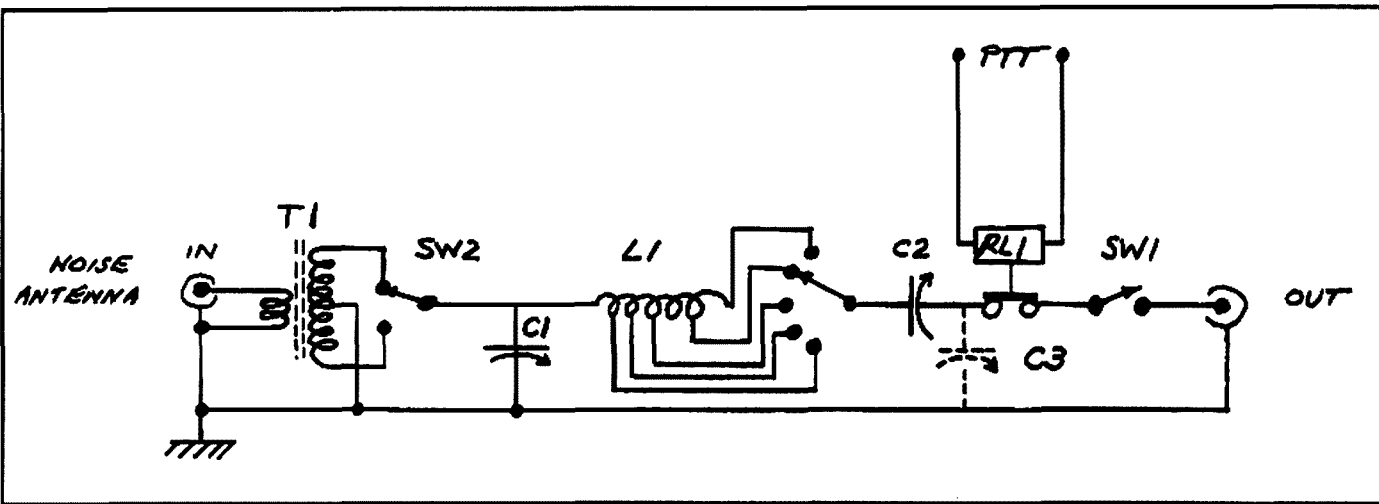 PTT
T1
IN
SW2
L1
C2
RL1
SW1
NOISE
ANTENNA
OUT
C1
C3